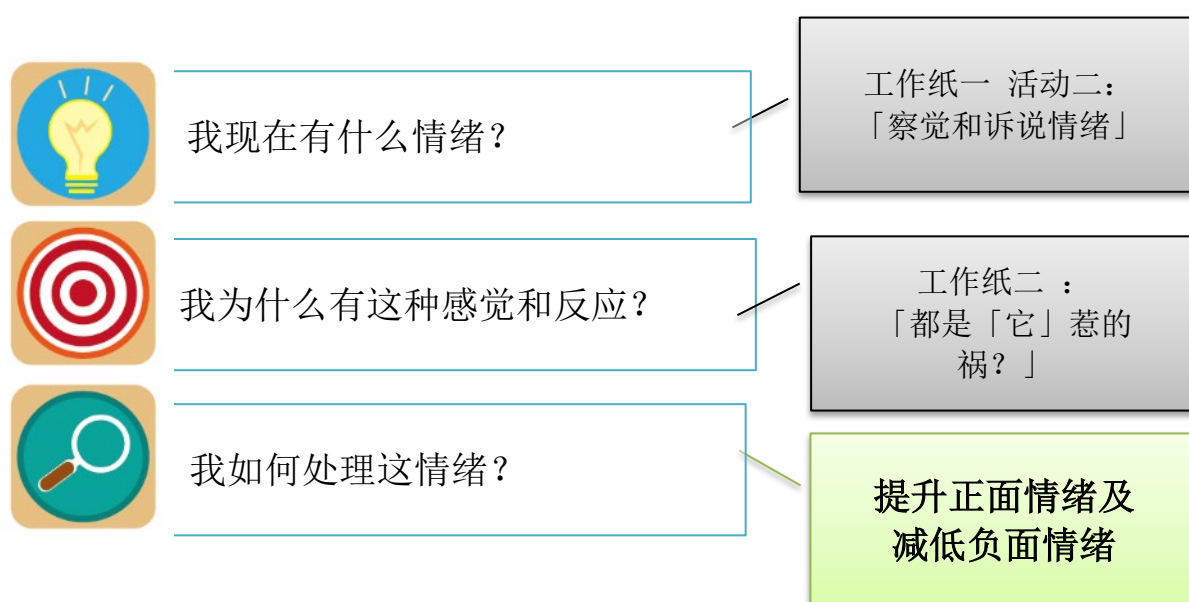 我现在有什么情绪？
工作纸一 活动二：
「察觉和诉说情绪」
我为什么有这种感觉和反应？
工作纸二 ：
「都是「它」惹的
祸？」
我如何处理这情绪？
提升正面情绪及
减低负面情绪